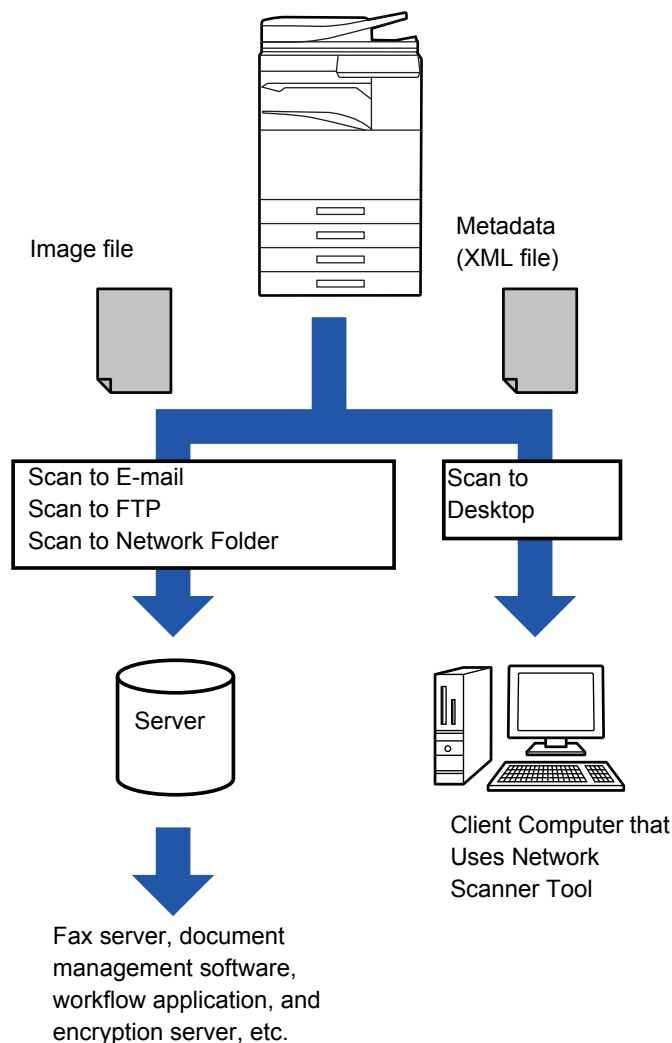 Image file
Metadata
(XML file)
Scan to E-mail
Scan to FTP
Scan to Network Folder
Scan to
Desktop
Server
Client Computer that
Uses Network
Scanner Tool
Fax server, document
management software,
workflow application, and
encryption server, etc.